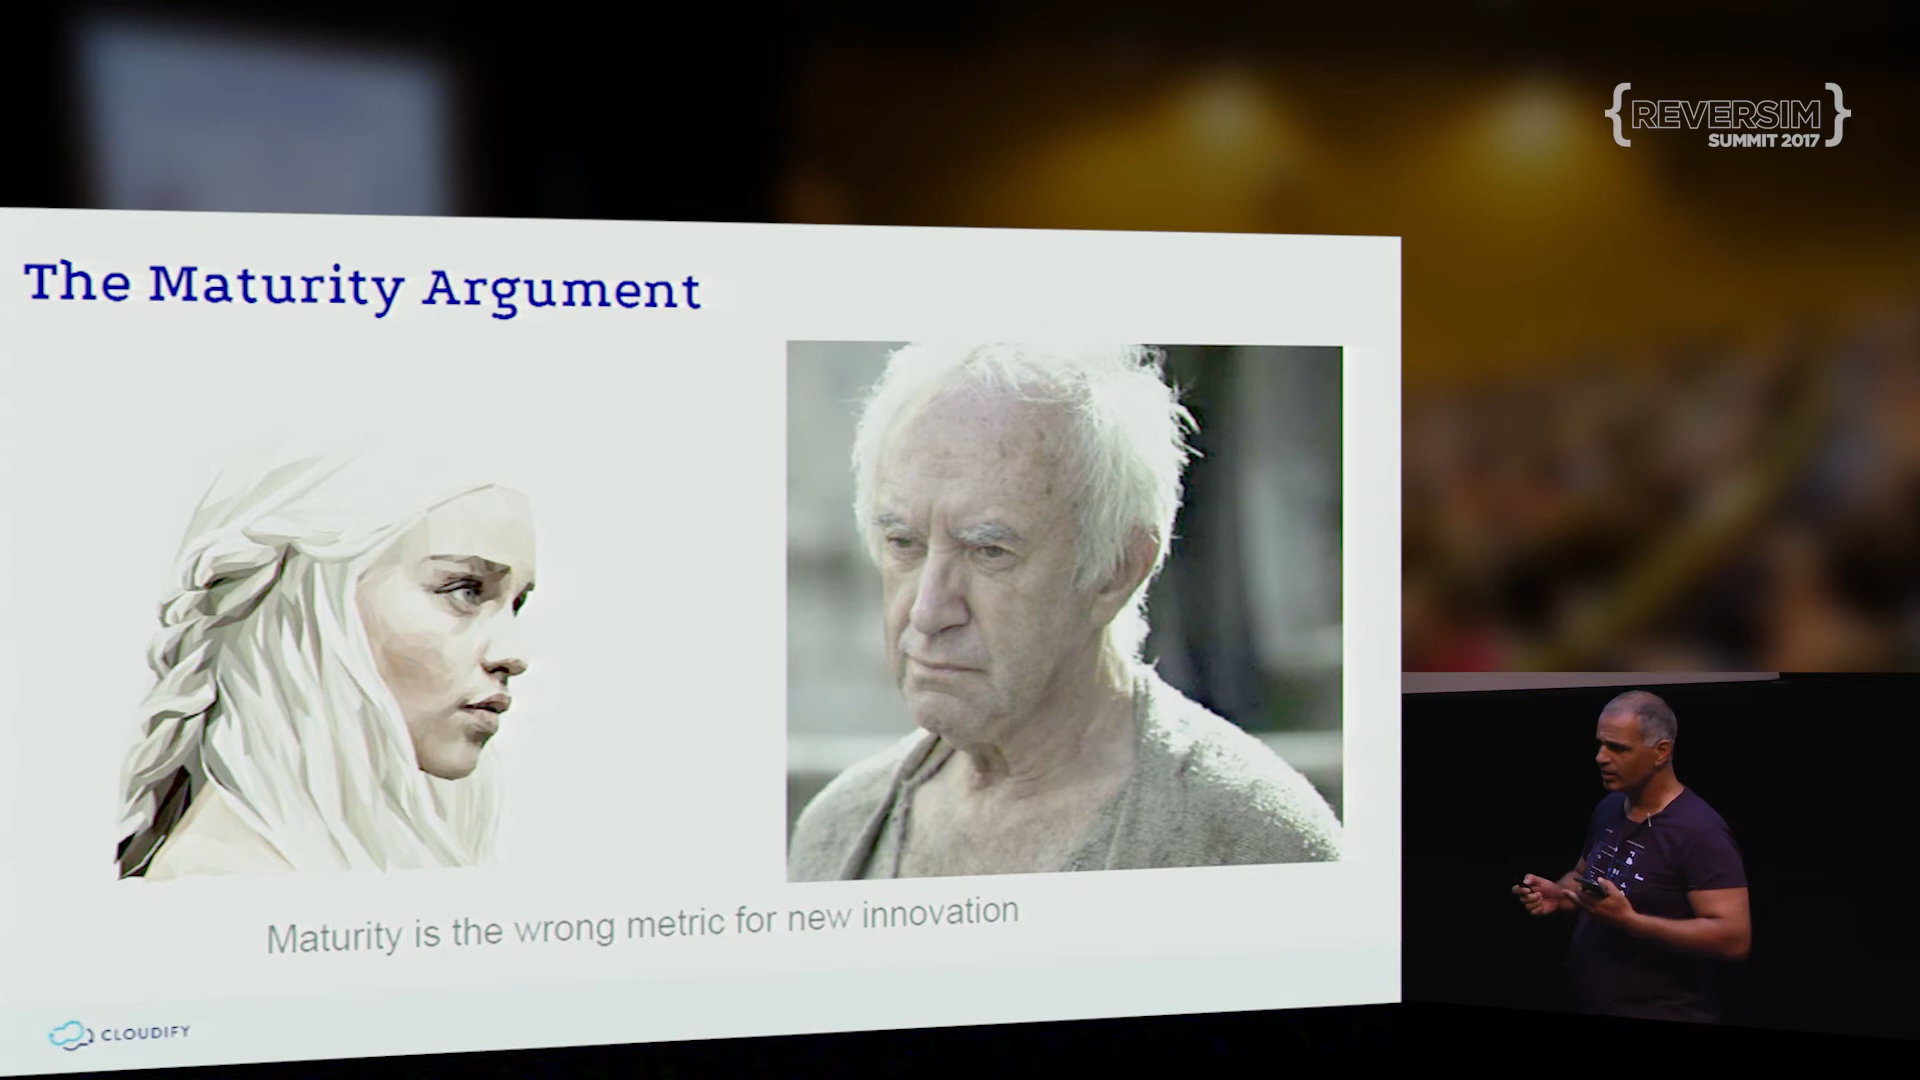 {REVERSIM}
SUMMIT 2017
The Maturity Argument
Maturity is the wrong metric for new innovation
CLOUDIFY